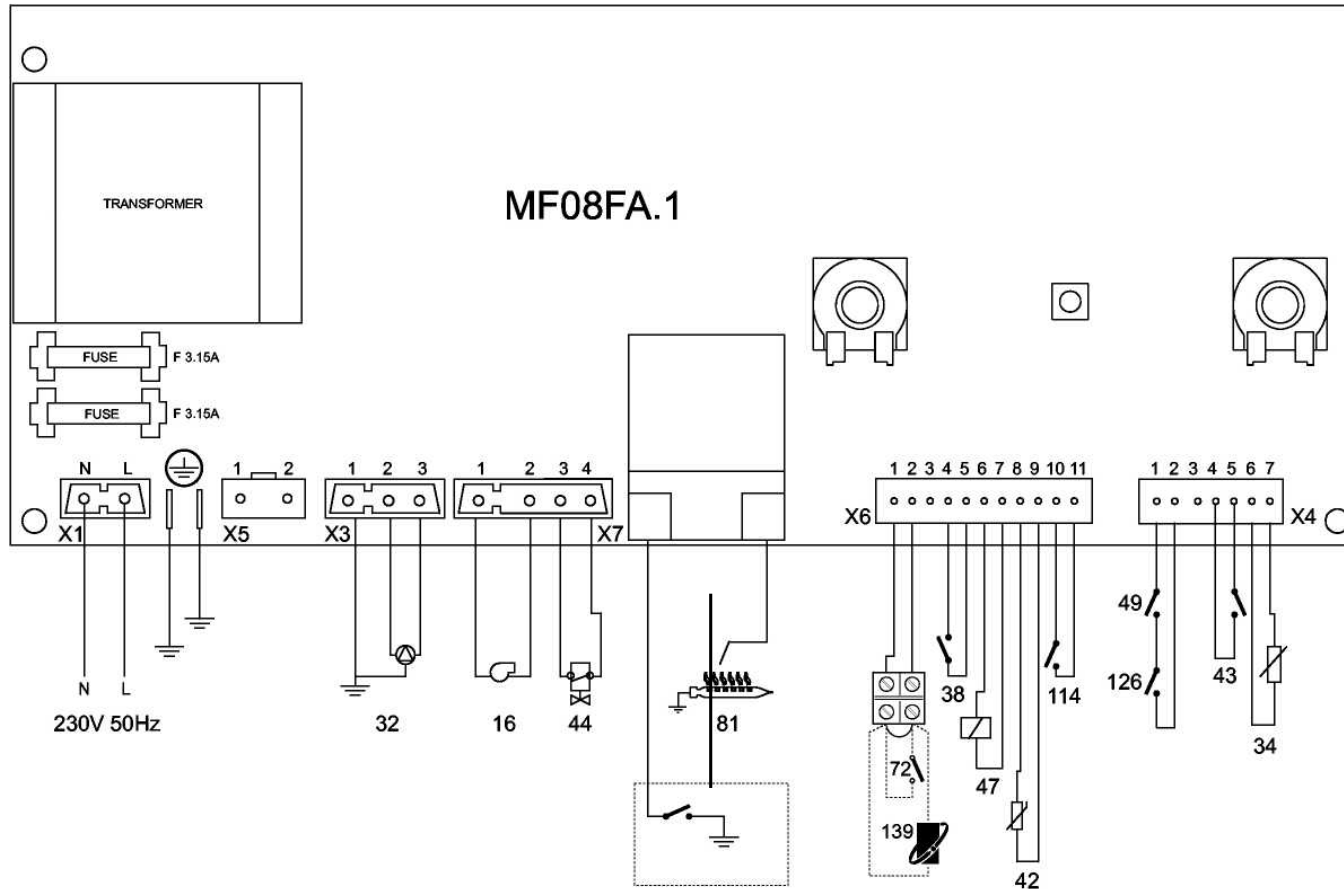 MF08FA.1
TRANSFORMER
FUSE F 3.15A
FUSE F 3.15A
N L
1 2
1 2 3
1 2 3 4
1 2 3 4 5 6 7 8 9 10 11
1 2 3 4 5 6 7
X1
X5
X3
X7
X6
X4
49
126
43
34
38
114
N L
230V 50Hz
32
16
44
81
72
47
139
42